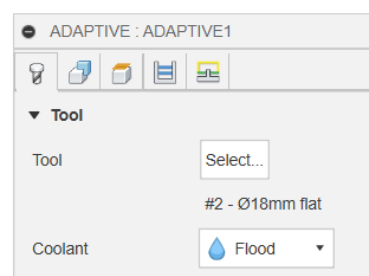 ADAPTIVE : ADAPTIVE1
Tool
Tool
Select...
#2 - Ø18mm flat
Coolant
Flood